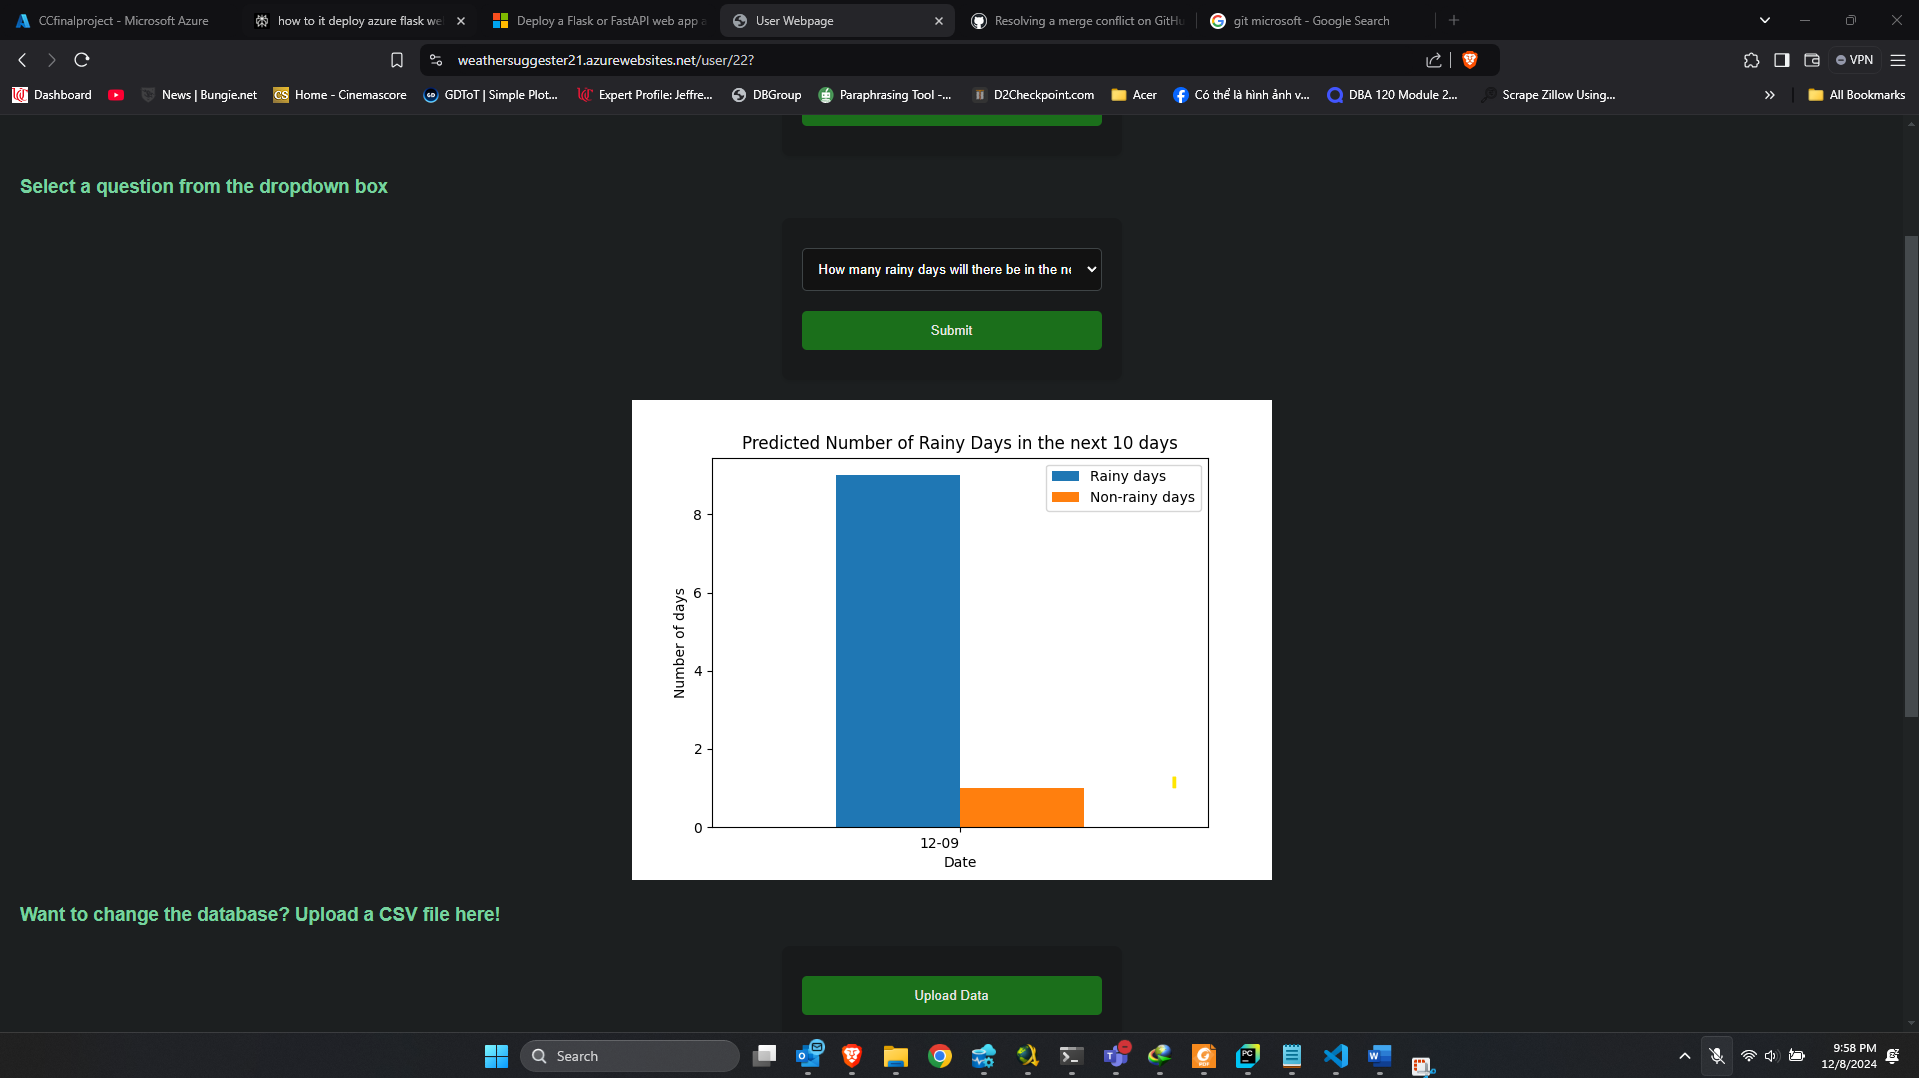 CCfinalproject - Microsoft Azure
how to it deploy azure flask we
Deploy a Flask or FastAPI web app a
User Webpage
Resolving a merge conflict on GitHu
git microsoft - Google Search
weathersuggester21.azurewebsites.net/user/22?
VPN
Dashboard
News | Bungie.net
CS
Home - Cinemascore
GDToT | Simple Plot...
Expert Profile: Jeffre...
DBGroup
Paraphrasing Tool -...
D2Checkpoint.com
Acer
Có thể là hình ảnh v...
DBA 120 Module 2...
Scrape Zillow Using...
All Bookmarks
Select a question from the dropdown box
How many rainy days will there be in the ne
Submit
Predicted Number of Rainy Days in the next 10 days
Rainy days
Non-rainy days
8
6
4
2
0
Number of days
12-09
Date
Want to change the database? Upload a CSV file here!
Upload Data
Search
9:58 PM
12/8/2024